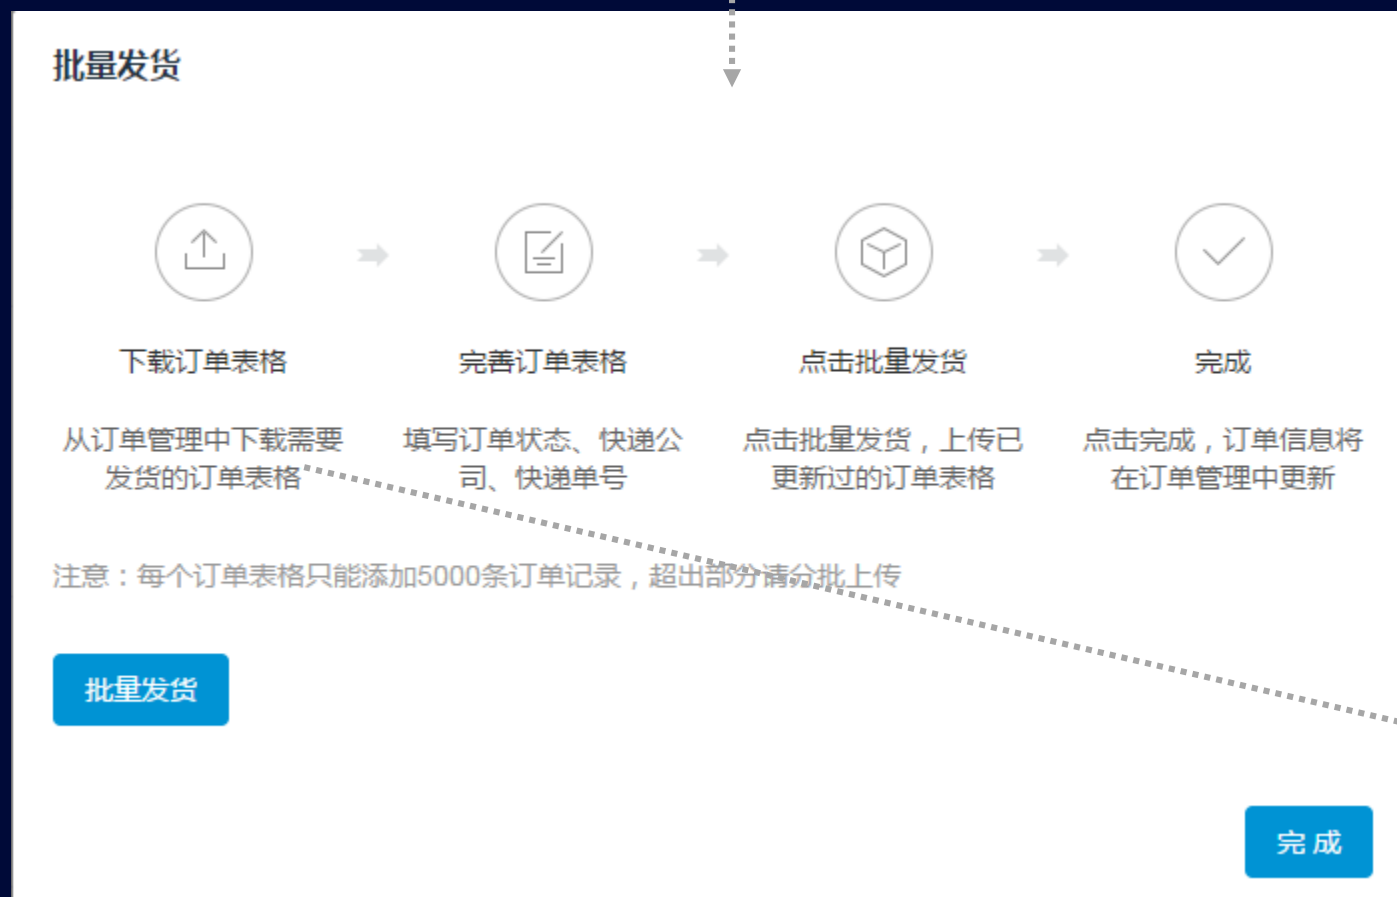 批量发货
下载订单表格
完善订单表格
点击批量发货
完成
从订单管理中下载需要
发货的订单表格
填写订单状态、快递公
司、快递单号
点击批量发货，上传已
更新过的订单表格
点击完成，订单信息将
在订单管理中更新
注意：每个订单表格只能添加5000条订单记录，超出部分请分批上传
批量发货
完 成